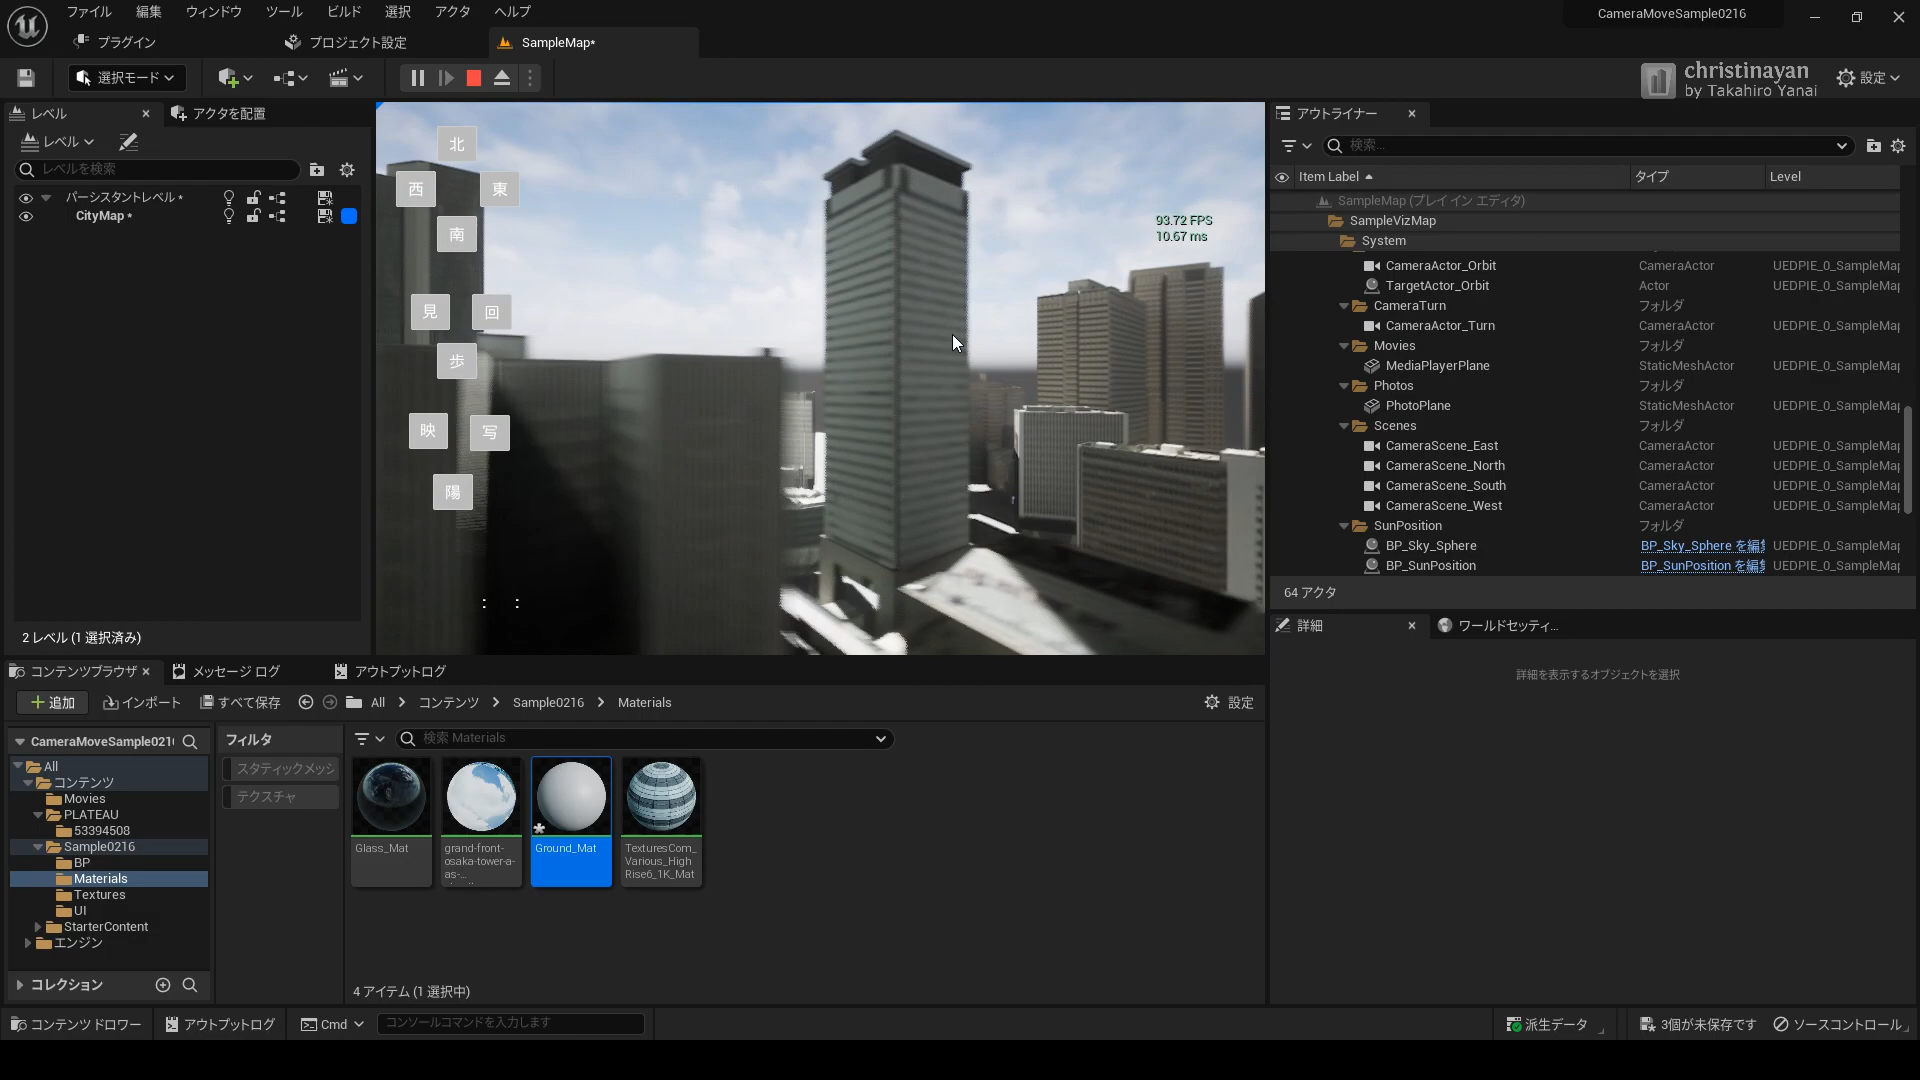 ファイル 編集 ウィンドウ ツール ビルド 選択 アクタ ヘルプ
CameraMoveSample0216
プラグイン プロジェクト設定 SampleMap*
選択モード
christinayan
by Takahiro Yanai
設定
レベル アクタを配置
レベル
レベルを検索
パーシスタントレベル *
CityMap *
2 レベル (1 選択済み)
北
西 東
南
見 回
歩
映 写
陽
: :
93.72 FPS
10.67 ms
アウトライナー
検索...
Item Label タイプ Level
SampleMap (プレイ イン エディタ)
SampleVizMap
System
CameraActor_Orbit CameraActor UEDPIE_0_SampleMap
TargetActor_Orbit Actor UEDPIE_0_SampleMap
CameraTurn フォルダ
CameraActor_Turn CameraActor UEDPIE_0_SampleMap
Movies フォルダ
MediaPlayerPlane StaticMeshActor UEDPIE_0_SampleMap
Photos フォルダ
PhotoPlane StaticMeshActor UEDPIE_0_SampleMap
Scenes フォルダ
CameraScene_East CameraActor UEDPIE_0_SampleMap
CameraScene_North CameraActor UEDPIE_0_SampleMap
CameraScene_South CameraActor UEDPIE_0_SampleMap
CameraScene_West CameraActor UEDPIE_0_SampleMap
SunPosition フォルダ
BP_Sky_Sphere BP_Sky_Sphere を編集 UEDPIE_0_SampleMap
BP_SunPosition BP_SunPosition を編集 UEDPIE_0_SampleMap
64 アクタ
詳細 ワールドセッティ...
詳細を表示するオブジェクトを選択
コンテンツブラウザ メッセージ ログ アウトプットログ
追加 インポート すべて保存 All コンテンツ Sample0216 Materials 設定
CameraMoveSample021
All
コンテンツ
Movies
PLATEAU
53394508
Sample0216
BP
Materials
Textures
UI
StarterContent
エンジン
コレクション
フィルタ
スタティックメッシ
テクスチャ
検索 Materials
Glass_Mat
grand-front-
osaka-tower-a-
as-...
Ground_Mat
TexturesCom_
Various_High
Rise6_1K_Mat
4 アイテム (1 選択中)
コンテンツ ドロワー アウトプットログ Cmd コンソールコマンドを入力します 派生データ 3個が未保存です ソースコントロール